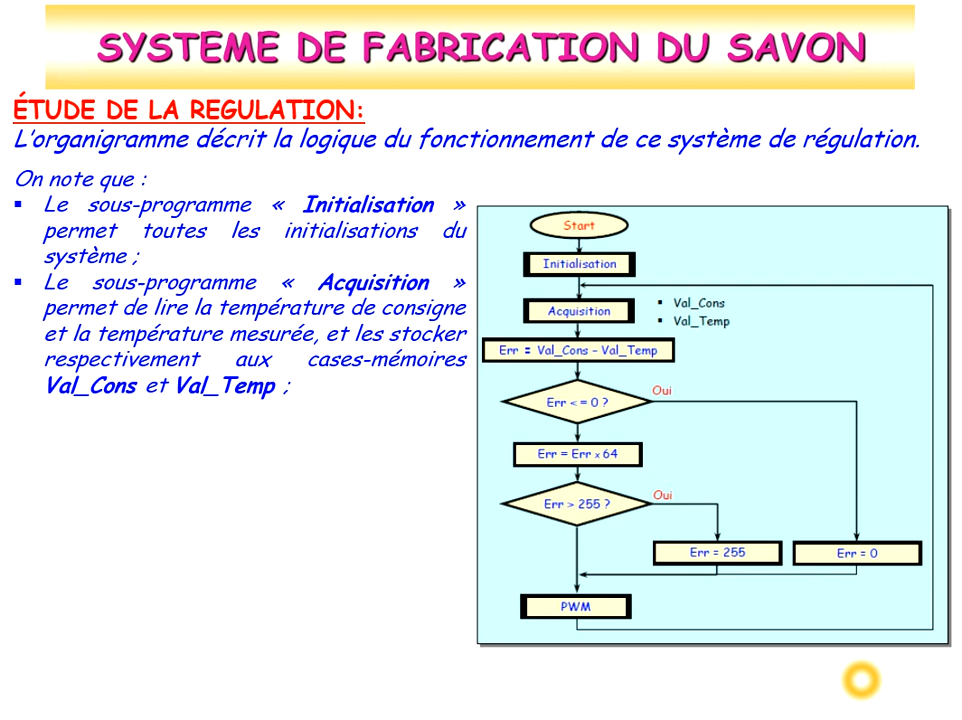 SYSTEME DE FABRICATION DU SAVON
ÉTUDE DE LA REGULATION:
L'organigramme décrit la logique du fonctionnement de ce système de régulation.
On note que :
▪ Le sous-programme « Initialisation »
permet toutes les initialisations du
système ;
▪ Le sous-programme « Acquisition »
permet de lire la température de consigne
et la température mesurée, et les stocker
respectivement aux cases-mémoires
Val_Cons et Val_Temp ;
Start
Initialisation
Acquisition
▪ Val_Cons
▪ Val_Temp
Err = Val_Cons – Val_Temp
Oui
Err < = 0 ?
Err = Err x 64
Oui
Err > 255 ?
Err = 255
Err = 0
PWM